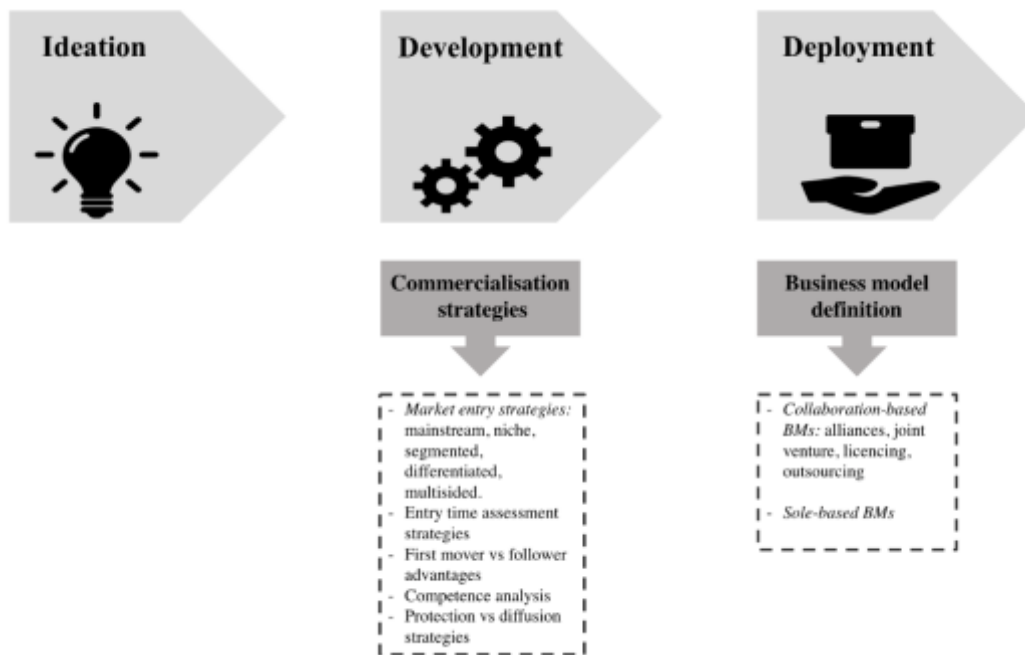 Ideation
Development
Deployment
Commercialisation
strategies
Business model
definition
- Market entry strategies:
mainstream, niche,
segmented,
differentiated,
multisided.
- Entry time assessment
strategies
- First mover vs follower
advantages
- Competence analysis
- Protection vs diffusion
strategies
- Collaboration-based
BMs: alliances, joint
venture, licencing,
outsourcing
- Sole-based BMs